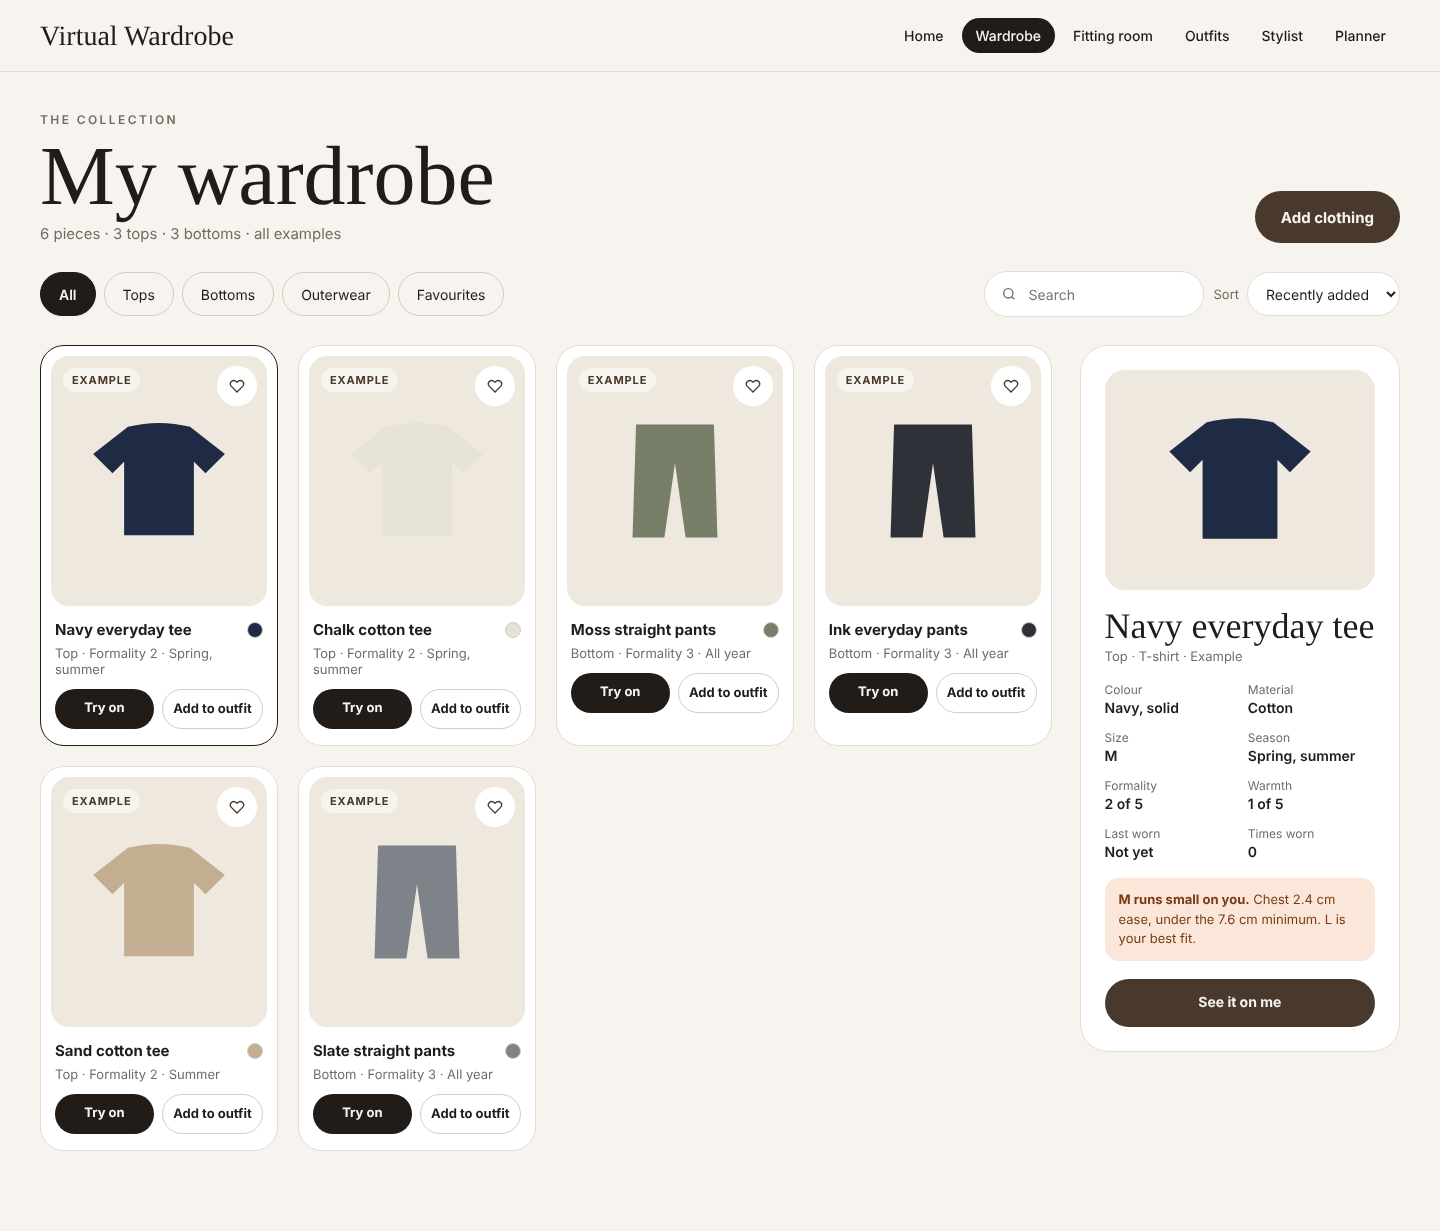 Virtual Wardrobe
Home
Wardrobe
Fitting room
Outfits
Stylist
Planner
THE COLLECTION
My wardrobe
6 pieces · 3 tops · 3 bottoms · all examples
Add clothing
All
Tops
Bottoms
Outerwear
Favourites
Search
Sort
Recently added
EXAMPLE
Navy everyday tee
Top · Formality 2 · Spring,
summer
Try on
Add to outfit
EXAMPLE
Chalk cotton tee
Top · Formality 2 · Spring,
summer
Try on
Add to outfit
EXAMPLE
Moss straight pants
Bottom · Formality 3 · All year
Try on
Add to outfit
EXAMPLE
Ink everyday pants
Bottom · Formality 3 · All year
Try on
Add to outfit
EXAMPLE
Sand cotton tee
Top · Formality 2 · Summer
Try on
Add to outfit
EXAMPLE
Slate straight pants
Bottom · Formality 3 · All year
Try on
Add to outfit
Navy everyday tee
Top · T-shirt · Example
Colour
Navy, solid
Material
Cotton
Size
M
Season
Spring, summer
Formality
2 of 5
Warmth
1 of 5
Last worn
Not yet
Times worn
0
M runs small on you. Chest 2.4 cm
ease, under the 7.6 cm minimum. L is
your best fit.
See it on me